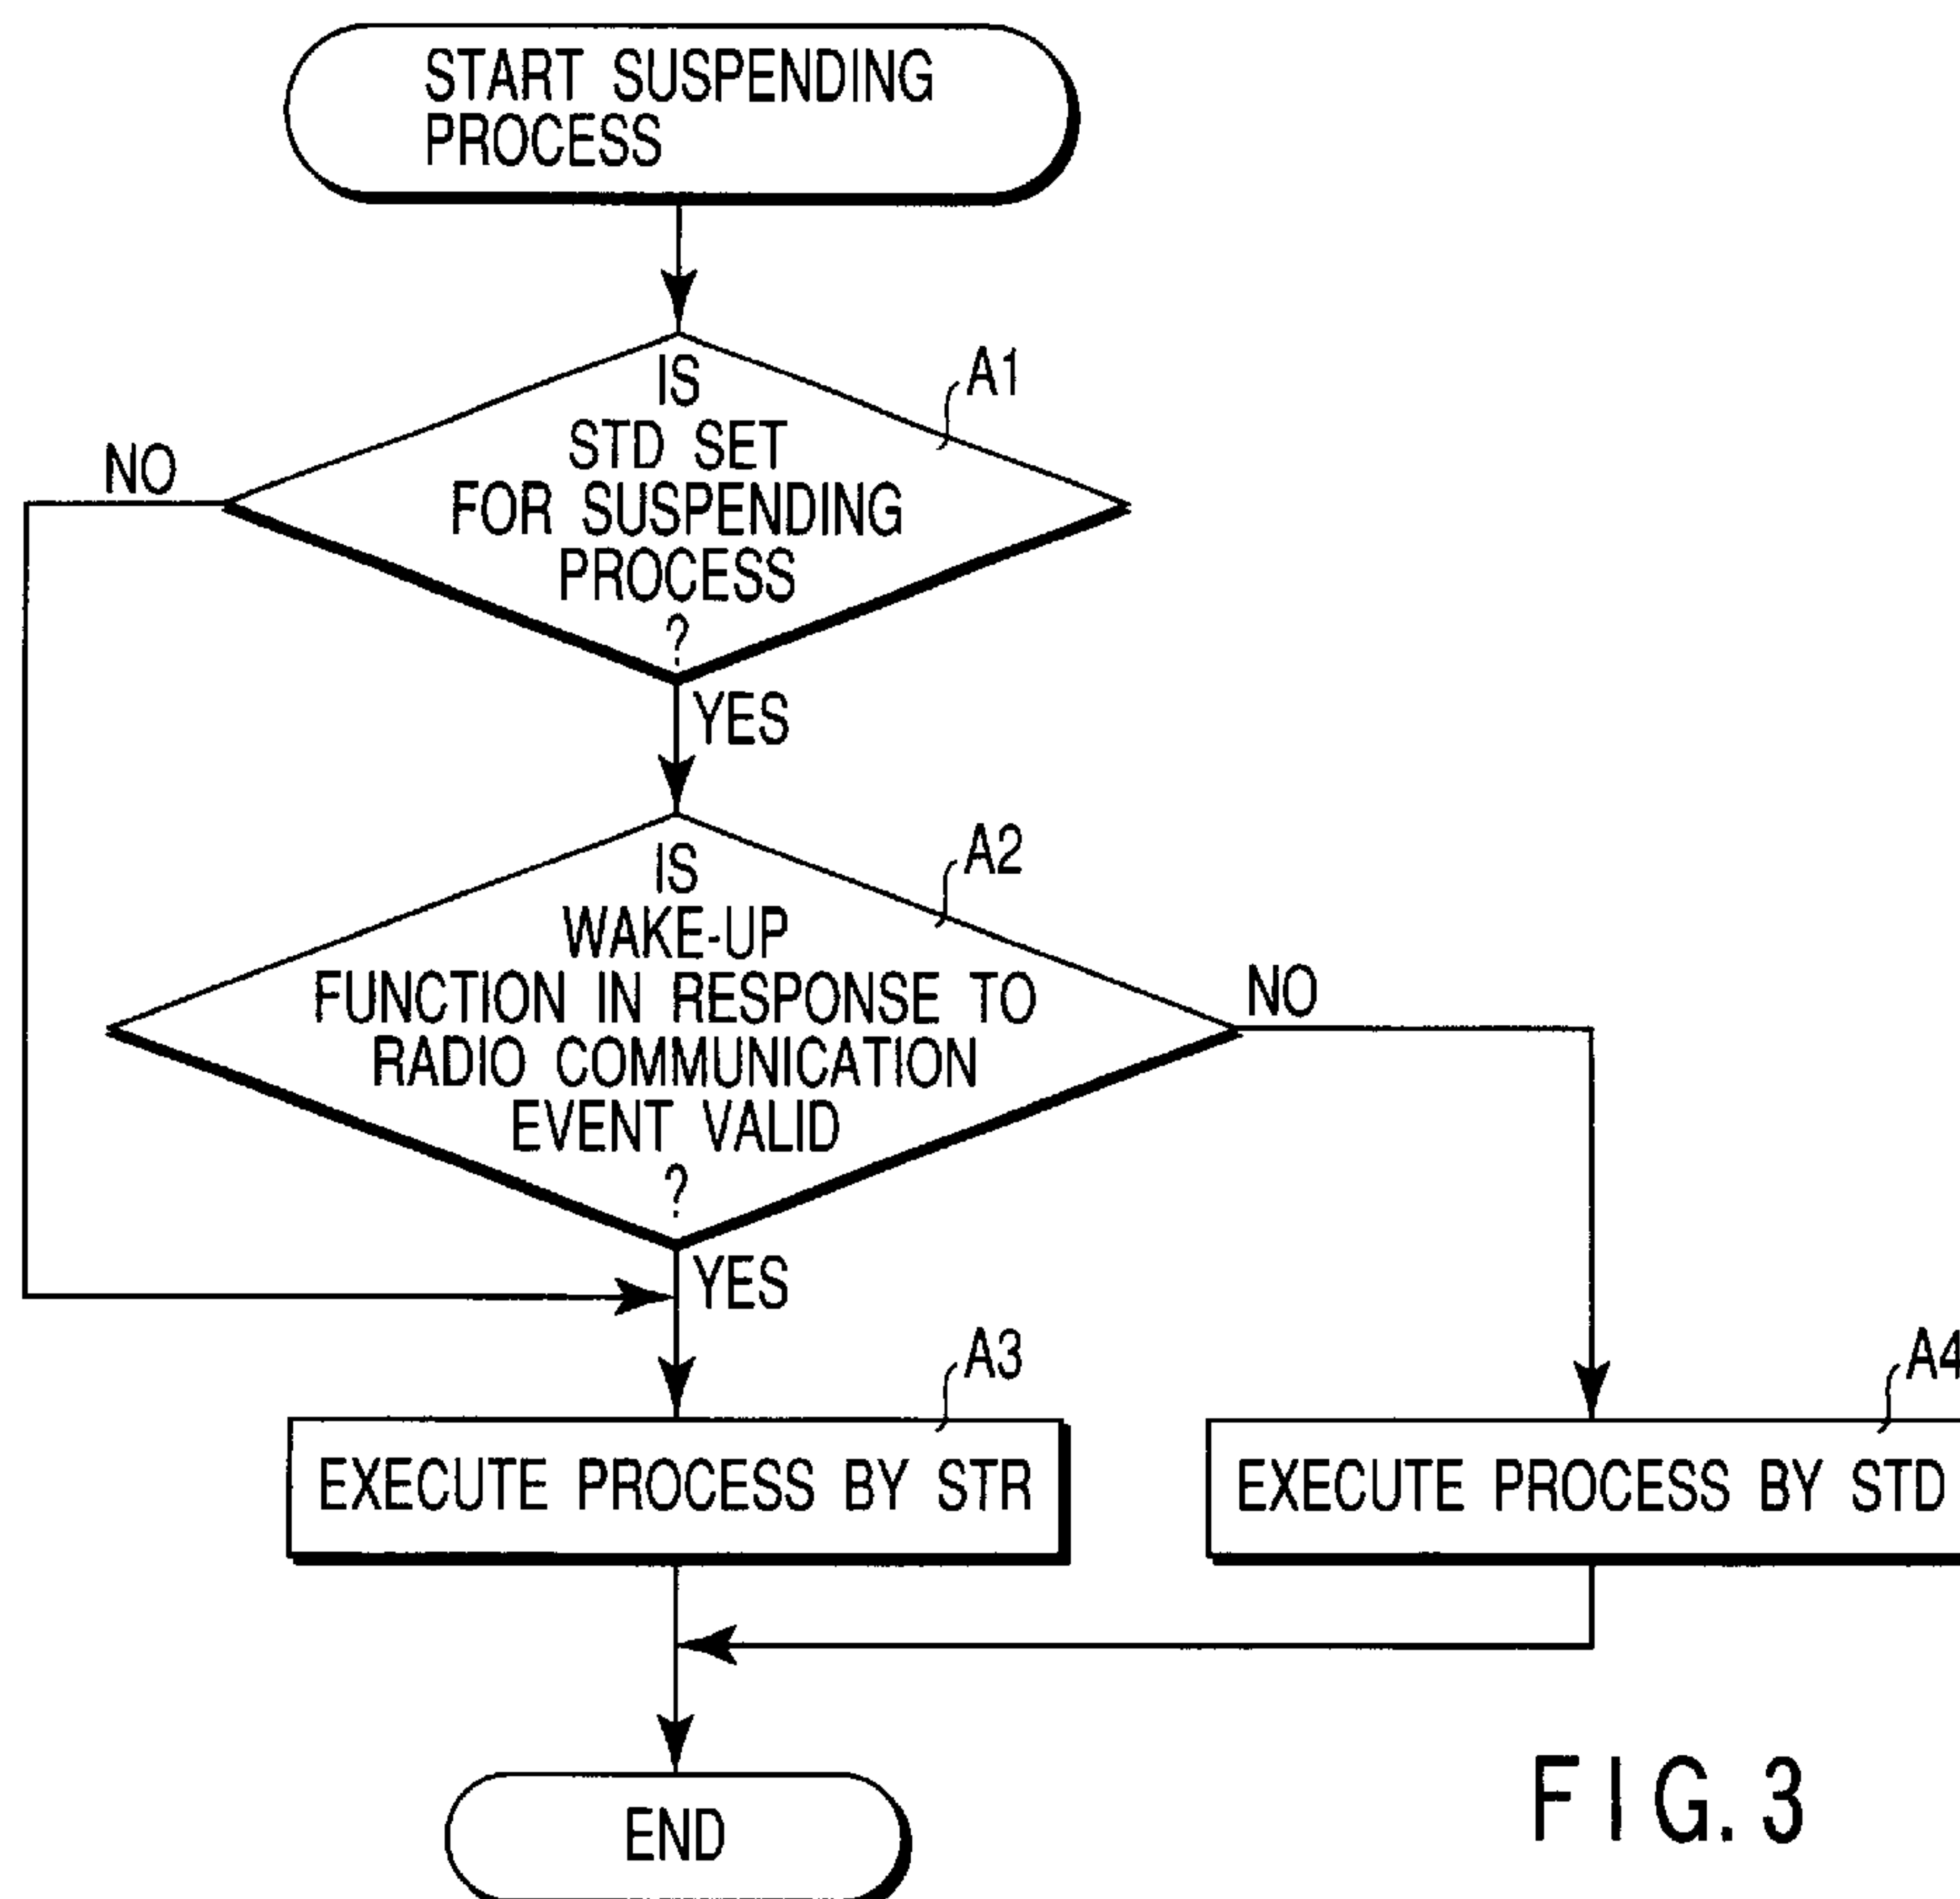 START SUSPENDING
PROCESS
A1
IS
STD SET
FOR SUSPENDING
PROCESS
?
NO
YES
A2
IS
WAKE-UP
FUNCTION IN RESPONSE TO
RADIO COMMUNICATION
EVENT VALID
?
NO
YES
A3
EXECUTE PROCESS BY STR
A4
EXECUTE PROCESS BY STD
END
FIG. 3